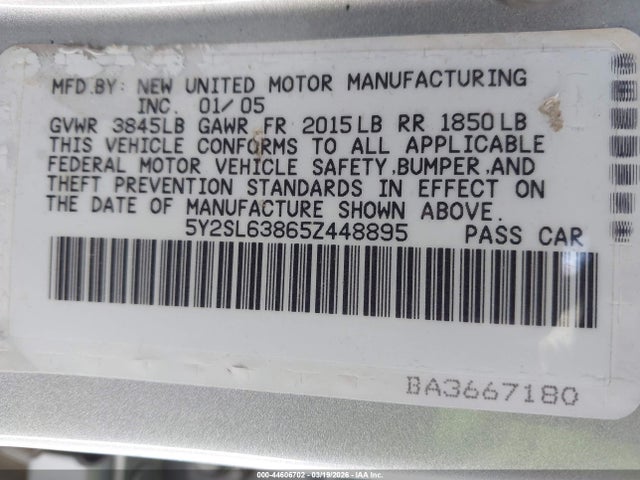 MFD.BY: NEW UNITED MOTOR MANUFACTURING
INC. 01/05
GVWR 3845LB GAWR FR 2015LB RR 1850LB
THIS VEHICLE CONFORMS TO ALL APPLICABLE
FEDERAL MOTOR VEHICLE SAFETY,BUMPER,AND
THEFT PREVENTION STANDARDS IN EFFECT ON
THE DATE OF MANUFACTURE SHOWN ABOVE.
5Y2SL63865Z448895 PASS CAR
BA3667180
000-44606702 - 03/19/2026 - IAAI Inc.